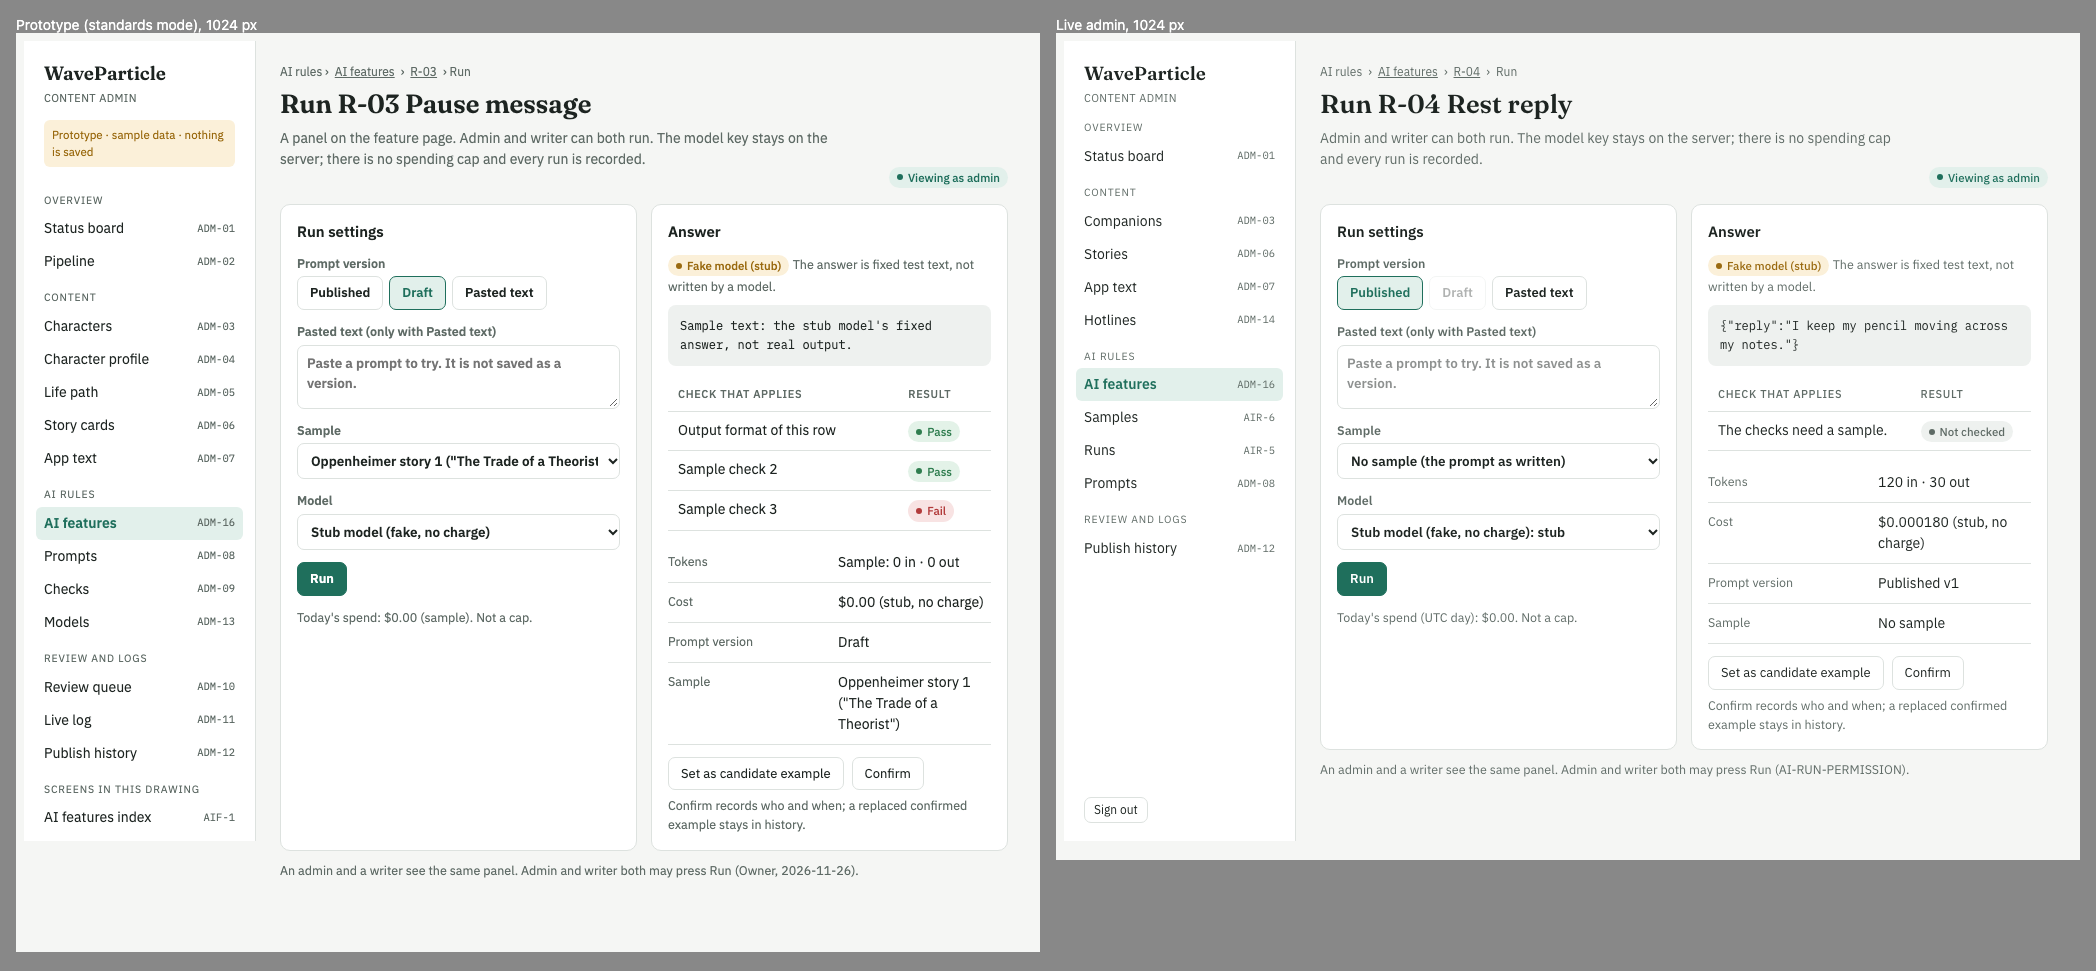 Prototype (standards mode), 1024 px
WaveParticle
CONTENT ADMIN
Prototype · sample data · nothing
is saved
OVERVIEW
Status board ADM-01
Pipeline ADM-02
CONTENT
Characters ADM-03
Character profile ADM-04
Life path ADM-05
Story cards ADM-06
App text ADM-07
AI RULES
AI features ADM-16
Prompts ADM-08
Checks ADM-09
Models ADM-13
REVIEW AND LOGS
Review queue ADM-10
Live log ADM-11
Publish history ADM-12
SCREENS IN THIS DRAWING
AI features index AIF-1
AI rules › AI features › R-03 › Run
Run R-03 Pause message
A panel on the feature page. Admin and writer can both run. The model key stays on the
server; there is no spending cap and every run is recorded.
Viewing as admin
Run settings
Prompt version
Published Draft Pasted text
Pasted text (only with Pasted text)
Paste a prompt to try. It is not saved as a
version.
Sample
Oppenheimer story 1 ("The Trade of a Theorist
Model
Stub model (fake, no charge)
Run
Today's spend: $0.00 (sample). Not a cap.
Answer
Fake model (stub) The answer is fixed test text, not
written by a model.
Sample text: the stub model's fixed
answer, not real output.
CHECK THAT APPLIES RESULT
Output format of this row Pass
Sample check 2 Pass
Sample check 3 Fail
Tokens Sample: 0 in · 0 out
Cost $0.00 (stub, no charge)
Prompt version Draft
Sample Oppenheimer story 1
("The Trade of a
Theorist")
Set as candidate example Confirm
Confirm records who and when; a replaced confirmed
example stays in history.
An admin and a writer see the same panel. Admin and writer both may press Run (Owner, 2026-11-26).
Live admin, 1024 px
WaveParticle
CONTENT ADMIN
OVERVIEW
Status board ADM-01
CONTENT
Companions ADM-03
Stories ADM-06
App text ADM-07
Hotlines ADM-14
AI RULES
AI features ADM-16
Samples AIR-6
Runs AIR-5
Prompts ADM-08
REVIEW AND LOGS
Publish history ADM-12
Sign out
AI rules › AI features › R-04 › Run
Run R-04 Rest reply
Admin and writer can both run. The model key stays on the server; there is no spending cap
and every run is recorded.
Viewing as admin
Run settings
Prompt version
Published Draft Pasted text
Pasted text (only with Pasted text)
Paste a prompt to try. It is not saved as a
version.
Sample
No sample (the prompt as written)
Model
Stub model (fake, no charge): stub
Run
Today's spend (UTC day): $0.00. Not a cap.
Answer
Fake model (stub) The answer is fixed test text, not
written by a model.
{"reply":"I keep my pencil moving across
my notes."}
CHECK THAT APPLIES RESULT
The checks need a sample. Not checked
Tokens 120 in · 30 out
Cost $0.000180 (stub, no
charge)
Prompt version Published v1
Sample No sample
Set as candidate example Confirm
Confirm records who and when; a replaced confirmed
example stays in history.
An admin and a writer see the same panel. Admin and writer both may press Run (AI-RUN-PERMISSION).